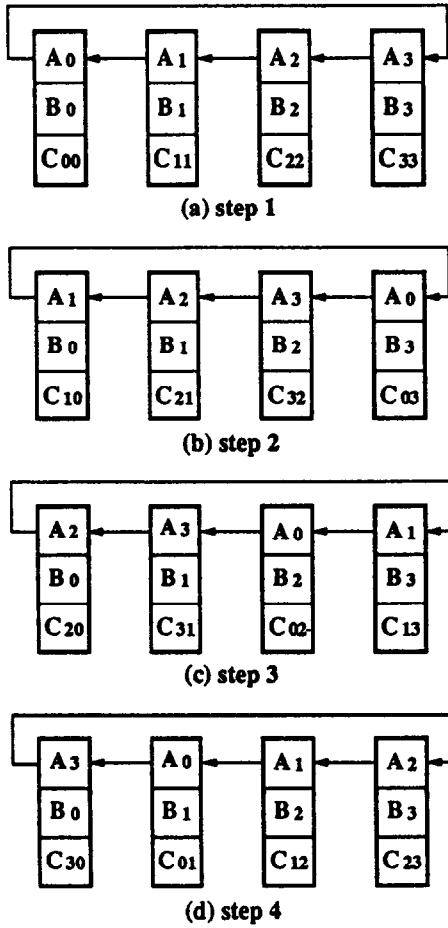 A0 A1 A2 A3
B0 B1 B2 B3
C00 C11 C22 C33
(a) step 1
A1 A2 A3 A0
B0 B1 B2 B3
C10 C21 C32 C03
(b) step 2
A2 A3 A0 A1
B0 B1 B2 B3
C20 C31 C02 C13
(c) step 3
A3 A0 A1 A2
B0 B1 B2 B3
C30 C01 C12 C23
(d) step 4